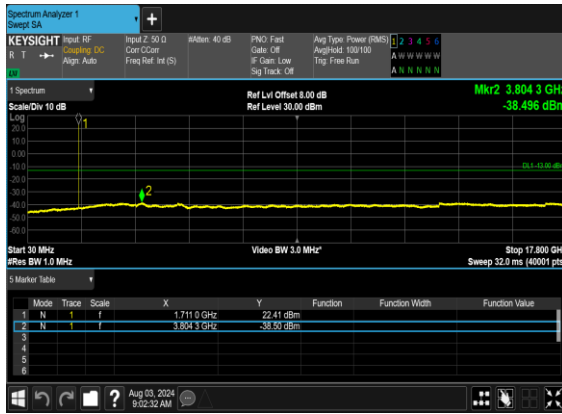 Spectrum Analyzer 1
Swept SA
KEYSIGHT Input: RF Input Z: 50 Ω #Atten: 40 dB PNO: Fast Avg Type: Power (RMS) 1 2 3 4 5 6
R T Coupling: DC Corr CCorr Gate: Off Avg|Hold: 100/100 A W W W W W
Align: Auto Freq Ref: Int (S) IF Gain: Low Trig: Free Run
LXI Sig Track: Off A N N N N N
1 Spectrum Ref Lvl Offset 8.00 dB Mkr2 3.804 3 GHz
Scale/Div 10 dB Ref Level 30.00 dBm -38.496 dBm
Log
20.0 1
10.0
0.00
-10.0 DL1 -13.00 dBm
-20.0
-30.0 2
-40.0
-50.0
-60.0
Start 30 MHz Video BW 3.0 MHz* Stop 17.800 GHz
#Res BW 1.0 MHz Sweep 32.0 ms (40001 pts)
5 Marker Table
Mode Trace Scale X Y Function Function Width Function Value
1 N 1 f 1.711 0 GHz 22.41 dBm
2 N 1 f 3.804 3 GHz -38.50 dBm
3
4
5
6
? Aug 03, 2024
9:02:32 AM